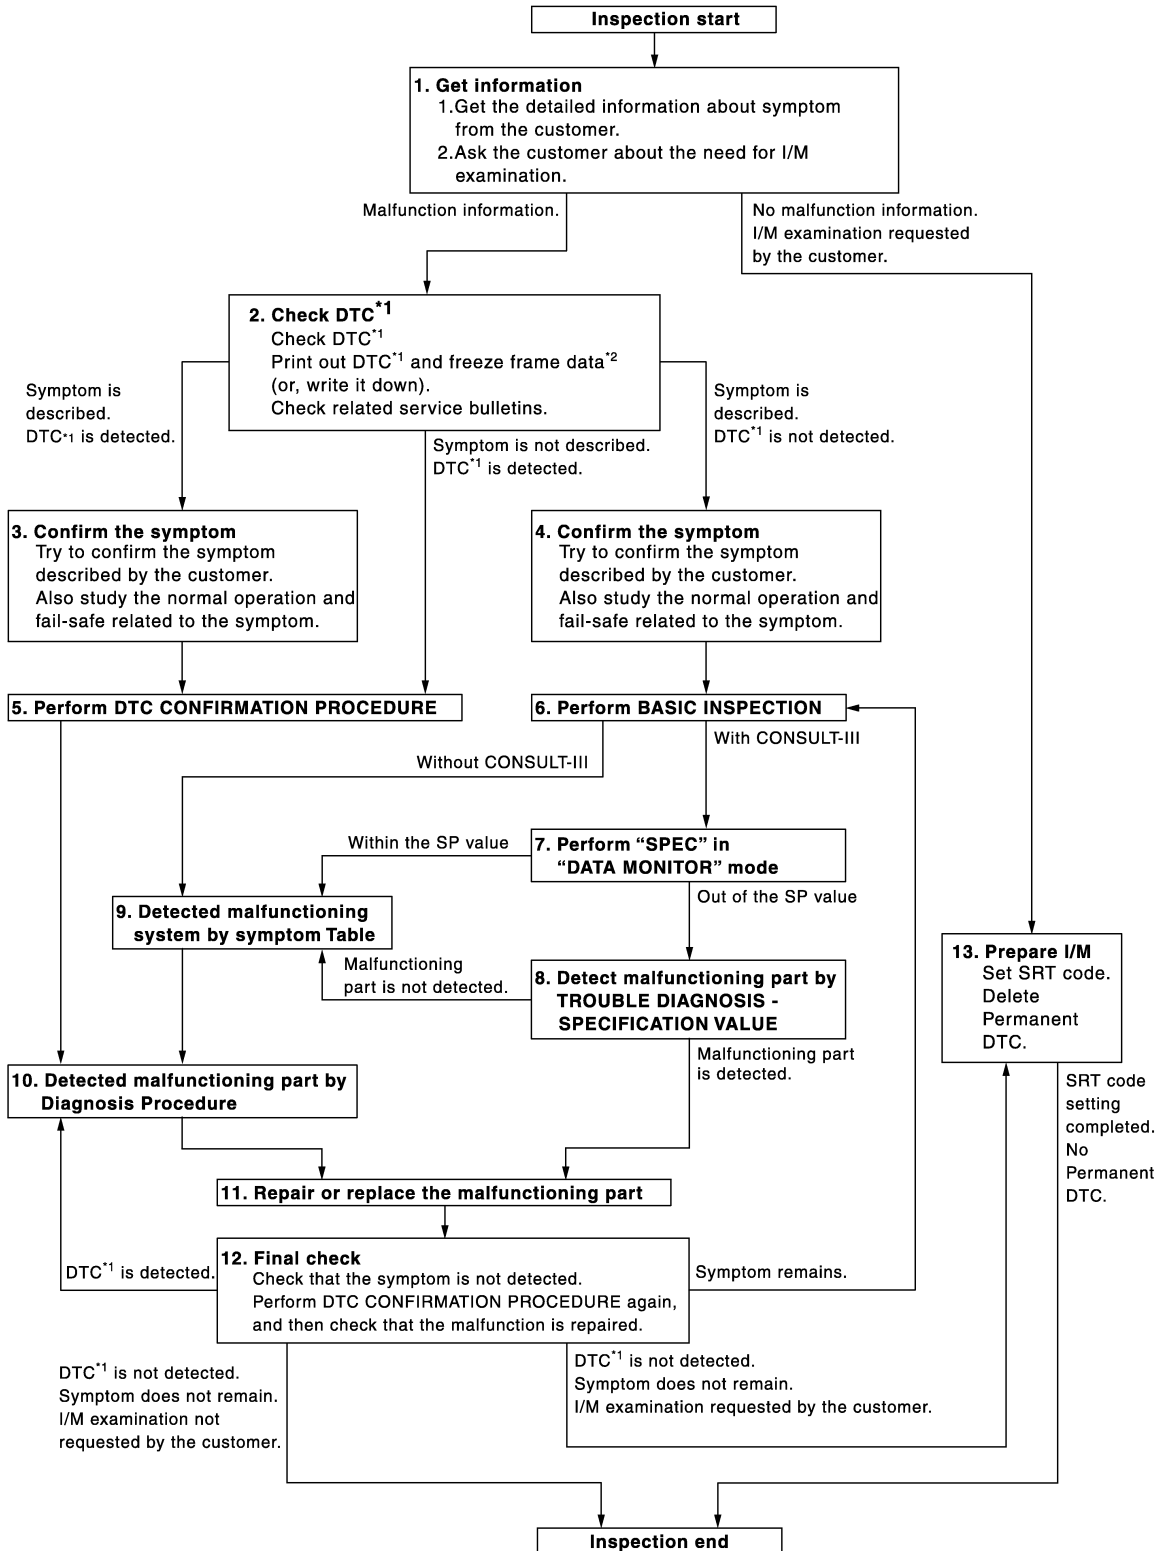 Inspection start
1. Get information
1.Get the detailed information about symptom
from the customer.
2.Ask the customer about the need for I/M
examination.
Malfunction information.
No malfunction information.
I/M examination requested
by the customer.
2. Check DTC*1
Check DTC*1
Print out DTC*1 and freeze frame data*2
(or, write it down).
Check related service bulletins.
Symptom is
described.
DTC*1 is detected.
Symptom is not described.
DTC*1 is detected.
Symptom is
described.
DTC*1 is not detected.
3. Confirm the symptom
Try to confirm the symptom
described by the customer.
Also study the normal operation and
fail-safe related to the symptom.
4. Confirm the symptom
Try to confirm the symptom
described by the customer.
Also study the normal operation and
fail-safe related to the symptom.
5. Perform DTC CONFIRMATION PROCEDURE
6. Perform BASIC INSPECTION
Without CONSULT-III
With CONSULT-III
Within the SP value
7. Perform “SPEC” in
“DATA MONITOR” mode
Out of the SP value
9. Detected malfunctioning
system by symptom Table
Malfunctioning
part is not detected.
8. Detect malfunctioning part by
TROUBLE DIAGNOSIS -
SPECIFICATION VALUE
13. Prepare I/M
Set SRT code.
Delete
Permanent
DTC.
Malfunctioning part
is detected.
10. Detected malfunctioning part by
Diagnosis Procedure
SRT code
setting
completed.
No
Permanent
DTC.
11. Repair or replace the malfunctioning part
12. Final check
Check that the symptom is not detected.
Perform DTC CONFIRMATION PROCEDURE again,
and then check that the malfunction is repaired.
DTC*1 is detected.
Symptom remains.
DTC*1 is not detected.
Symptom does not remain.
I/M examination not
requested by the customer.
DTC*1 is not detected.
Symptom does not remain.
I/M examination requested by the customer.
Inspection end